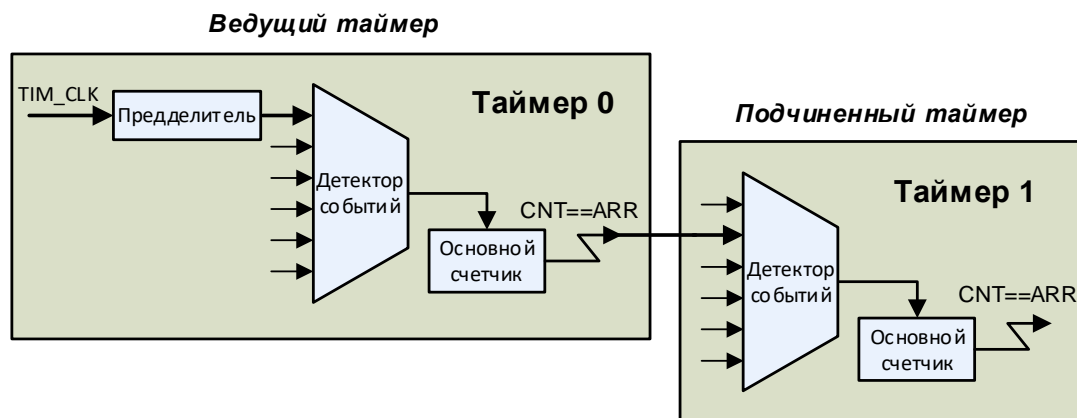 Ведущий таймер
TIM_CLK
Предделитель
Таймер 0
Детектор
событий
CNT==ARR
Основной
счетчик
Подчиненный таймер
Таймер 1
Детектор
событий
CNT==ARR
Основной
счетчик